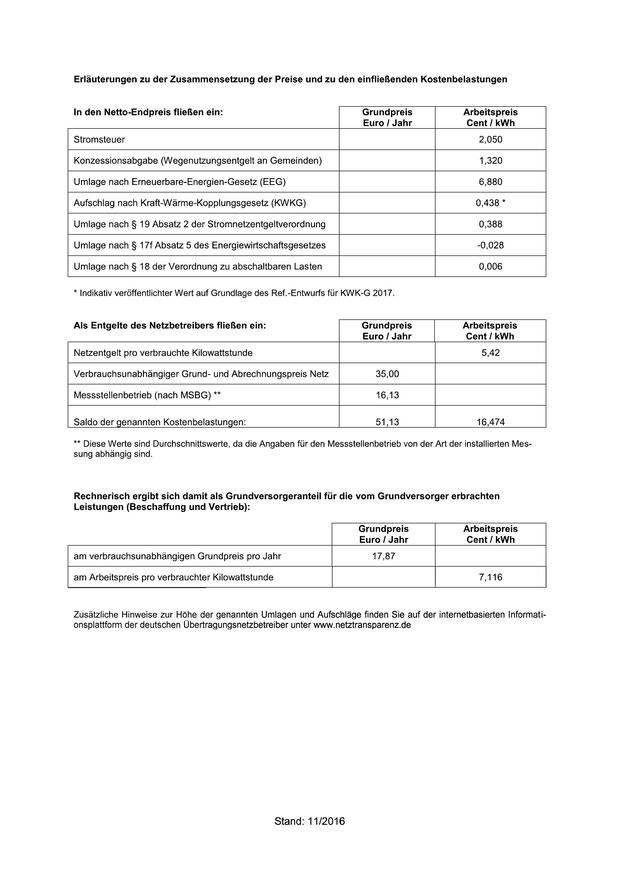 Erläuterungen zu der Zusammensetzung der Preise und zu den einfließenden Kostenbelastungen
In den Netto-Endpreis fließen ein: Grundpreis Arbeitspreis
Euro / Jahr Cent / kWh
Stromsteuer 2,050
Konzessionsabgabe (Wegenutzungsentgelt an Gemeinden) 1,320
Umlage nach Erneuerbare-Energien-Gesetz (EEG) 6,880
Aufschlag nach Kraft-Wärme-Kopplungsgesetz (KWKG) 0,438 *
Umlage nach § 19 Absatz 2 der Stromnetzentgeltverordnung 0,388
Umlage nach § 17f Absatz 5 des Energiewirtschaftsgesetzes -0,028
Umlage nach § 18 der Verordnung zu abschaltbaren Lasten 0,006
* Indikativ veröffentlichter Wert auf Grundlage des Ref.-Entwurfs für KWK-G 2017.
Als Entgelte des Netzbetreibers fließen ein: Grundpreis Arbeitspreis
Euro / Jahr Cent / kWh
Netzentgelt pro verbrauchte Kilowattstunde 5,42
Verbrauchsunabhängiger Grund- und Abrechnungspreis Netz 35,00
Messstellenbetrieb (nach MSBG) ** 16,13
Saldo der genannten Kostenbelastungen: 51,13 16,474
** Diese Werte sind Durchschnittswerte, da die Angaben für den Messstellenbetrieb von der Art der installierten Mes-
sung abhängig sind.
Rechnerisch ergibt sich damit als Grundversorgeranteil für die vom Grundversorger erbrachten
Leistungen (Beschaffung und Vertrieb):
Grundpreis Arbeitspreis
Euro / Jahr Cent / kWh
am verbrauchsunabhängigen Grundpreis pro Jahr 17,87
am Arbeitspreis pro verbrauchter Kilowattstunde 7,116
Zusätzliche Hinweise zur Höhe der genannten Umlagen und Aufschläge finden Sie auf der internetbasierten Informati-
onsplattform der deutschen Übertragungsnetzbetreiber unter www.netztransparenz.de
Stand: 11/2016